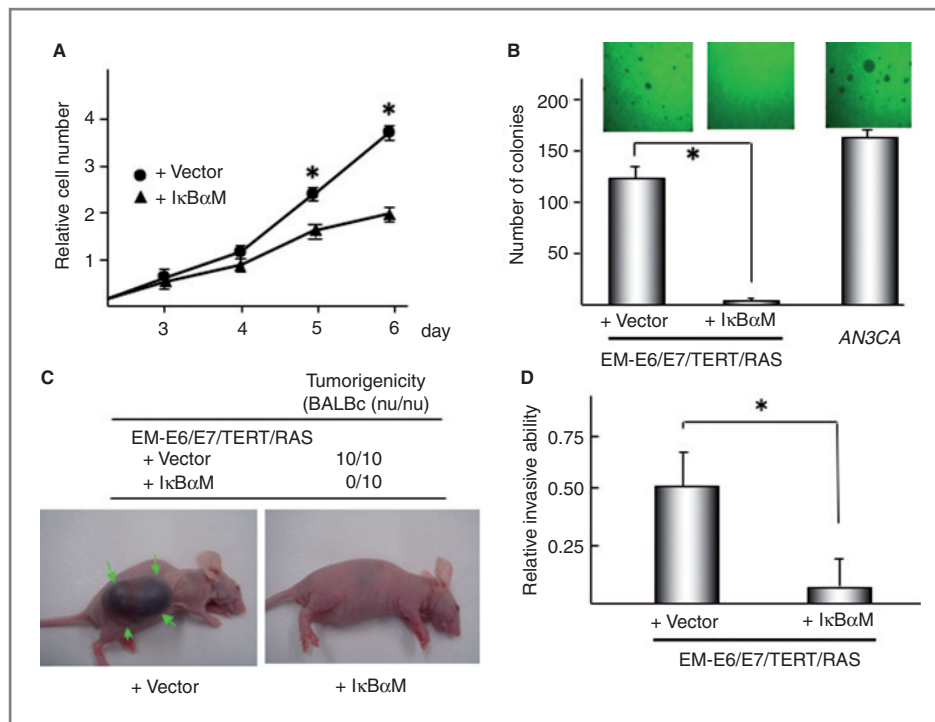 A
Relative cell number
4
3
2
1
+ Vector
+ IκBαM
*
*
3 4 5 6 day
B
Number of colonies
200
150
100
50
*
+ Vector + IκBαM AN3CA
EM-E6/E7/TERT/RAS
C
Tumorigenicity
(BALBc (nu/nu)
EM-E6/E7/TERT/RAS
+ Vector 10/10
+ IκBαM 0/10
+ Vector + IκBαM
D
Relative invasive ability
0.75
0.50
0.25
*
+ Vector + IκBαM
EM-E6/E7/TERT/RAS